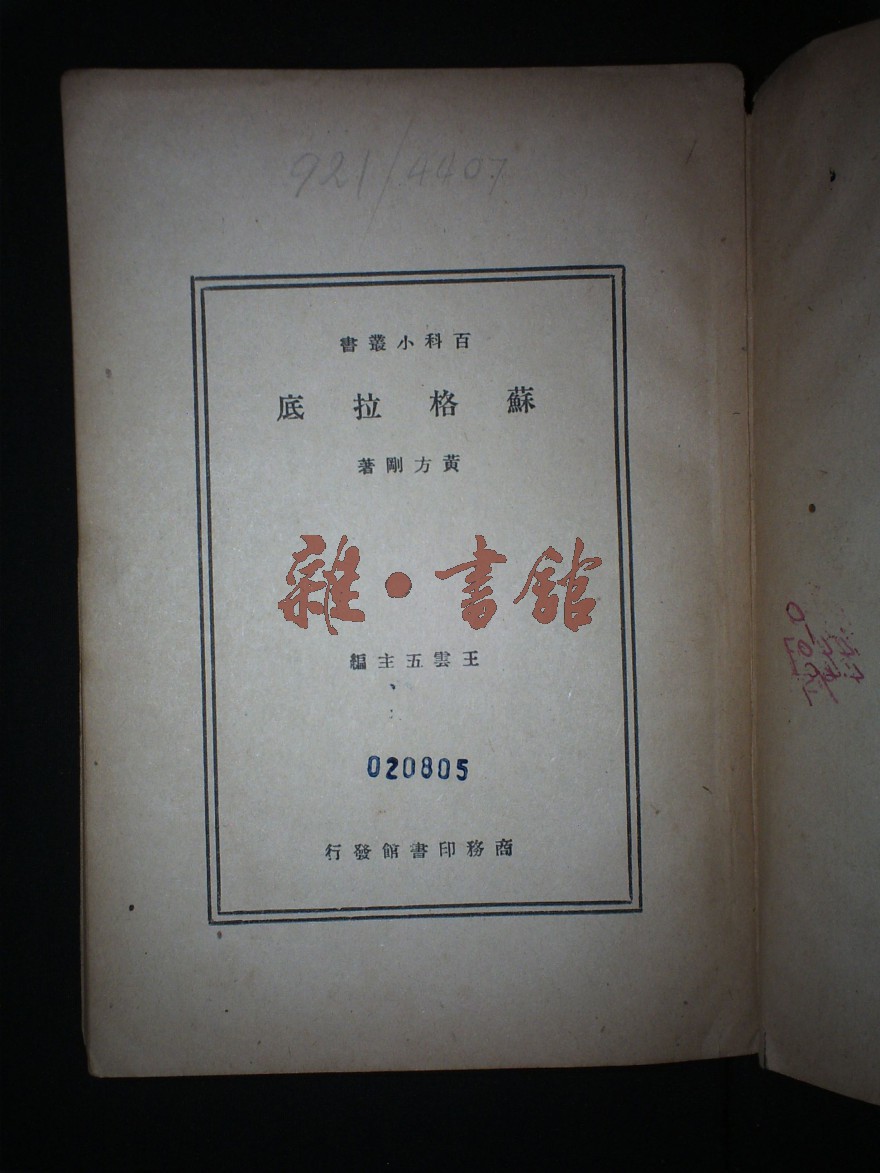 921/4407
百科小叢書
蘇格拉底
黃方剛著
雜·書館
王雲五主編
020805
商務印書館發行